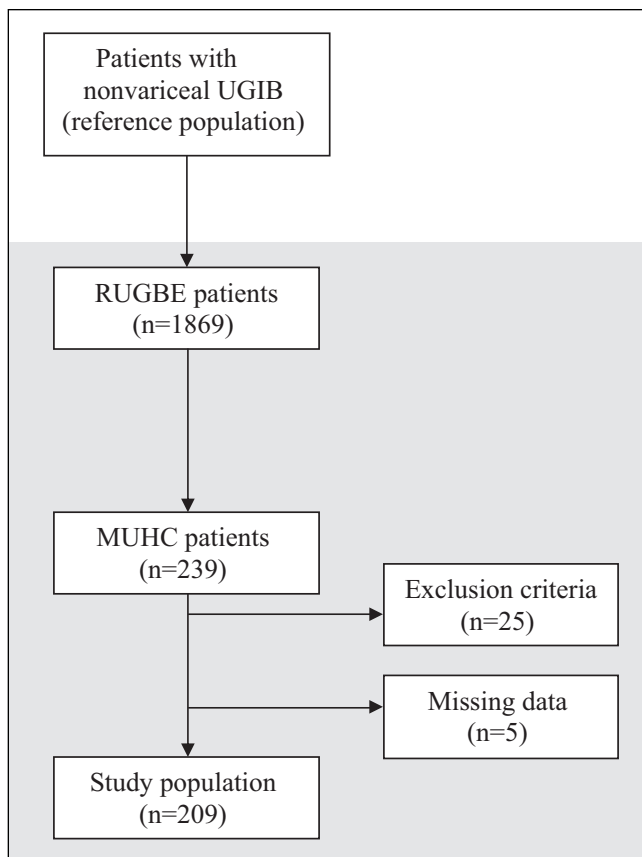 Patients with
nonvariceal UGIB
(reference population)
RUGBE patients
(n=1869)
MUHC patients
(n=239)
Exclusion criteria
(n=25)
Missing data
(n=5)
Study population
(n=209)